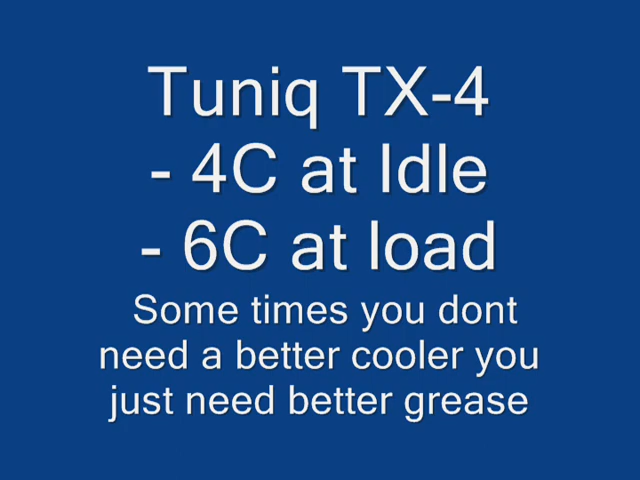 Tuniq TX-4
- 4C at Idle
- 6C at load
Some times you dont
need a better cooler you
just need better grease